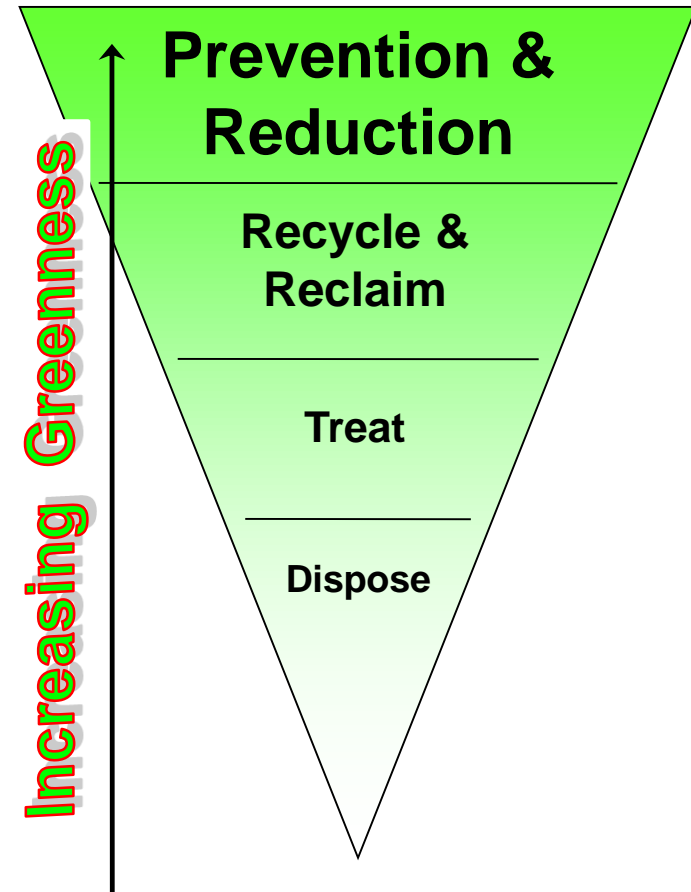 Prevention &
Reduction
Recycle &
Reclaim
Treat
Dispose
Increasing Greenness